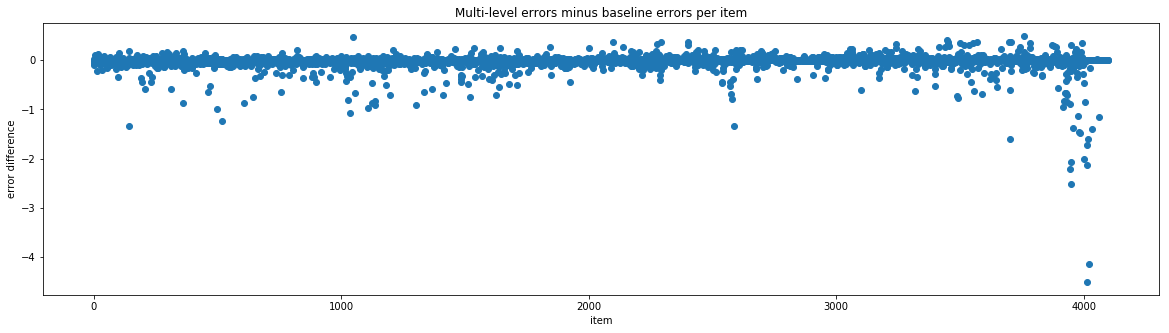 Multi-level errors minus baseline errors per item
error difference
0
−1
−2
−3
−4
0 1000 2000 3000 4000
item